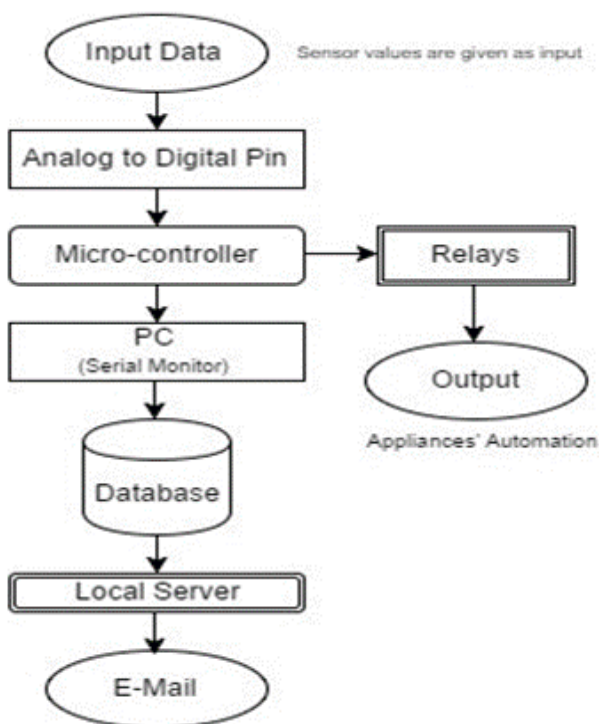 Input Data
Sensor values are given as input
Analog to Digital Pin
Micro-controller
Relays
PC
(Serial Monitor)
Output
Appliances' Automation
Database
Local Server
E-Mail